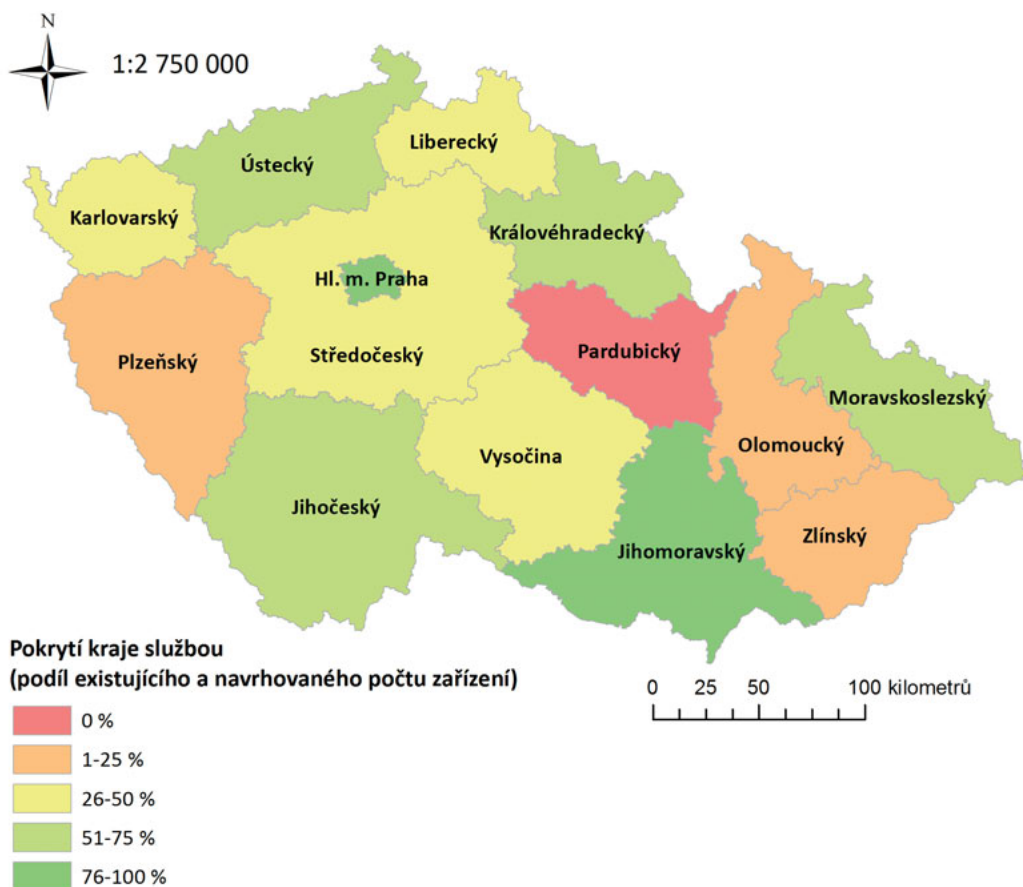 N
1:2 750 000
Liberecký
Ústecký
Karlovarský
Královéhradecký
Hl. m. Praha
Středočeský
Pardubický
Plzeňský
Moravskoslezský
Olomoucký
Vysočina
Jihočeský
Zlínský
Jihomoravský
Pokrytí kraje službou
(podíl existujícího a navrhovaného počtu zařízení)
0 25 50 100 kilometrů
0 %
1-25 %
26-50 %
51-75 %
76-100 %